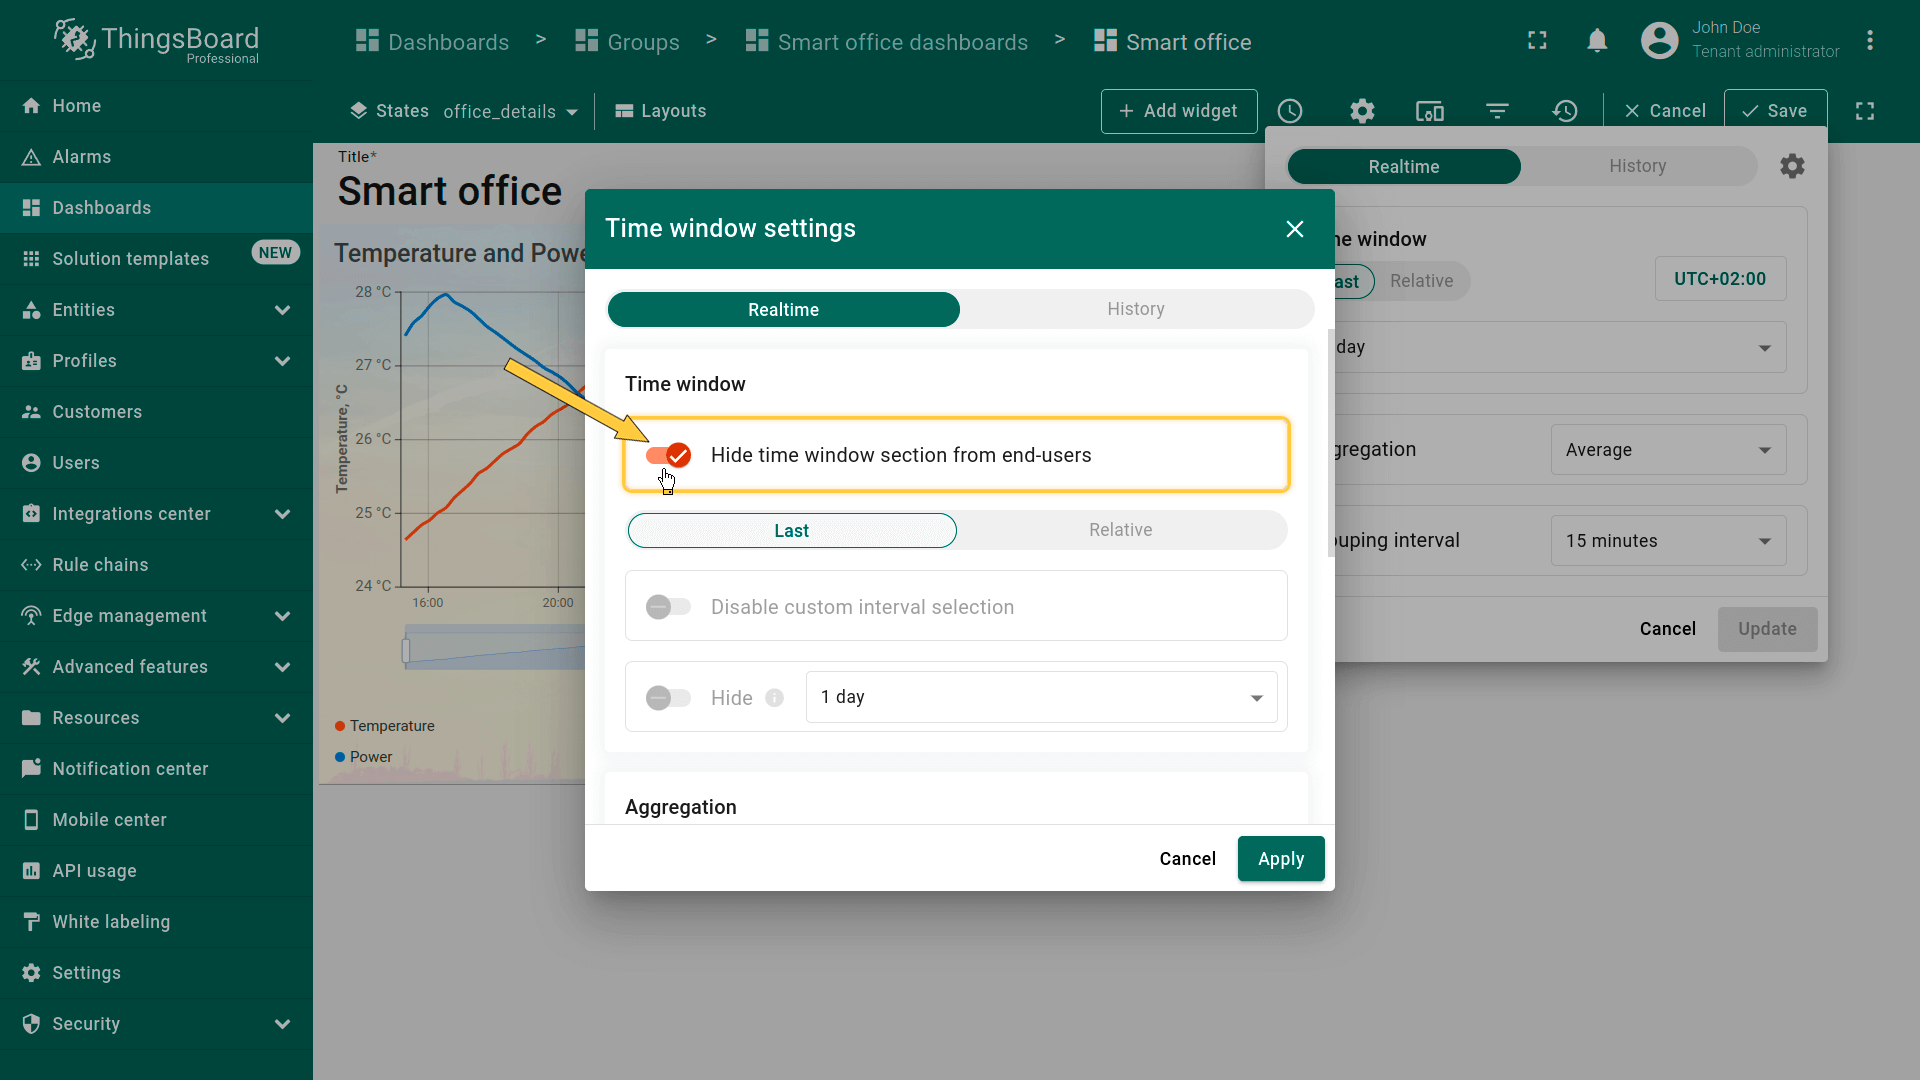 ThingsBoard
Professional
Dashboards > Groups > Smart office dashboards > Smart office
John Doe
Tenant administrator
Home
Alarms
Dashboards
Solution templates NEW
Entities
Profiles
Customers
Users
Integrations center
Rule chains
Edge management
Advanced features
Resources
Notification center
Mobile center
API usage
White labeling
Settings
Security
States office_details Layouts
+ Add widget
Cancel
Save
Title*
Smart office
Temperature and Powe
Temperature, °C
28 °C
27 °C
26 °C
25 °C
24 °C
16:00 20:00
Temperature
Power
Time window settings
Realtime History
Time window
Hide time window section from end-users
Last Relative
Disable custom interval selection
Hide 1 day
Aggregation
Cancel Apply
Realtime History
ne window
ast Relative UTC+02:00
day
gregation Average
uping interval 15 minutes
Cancel Update